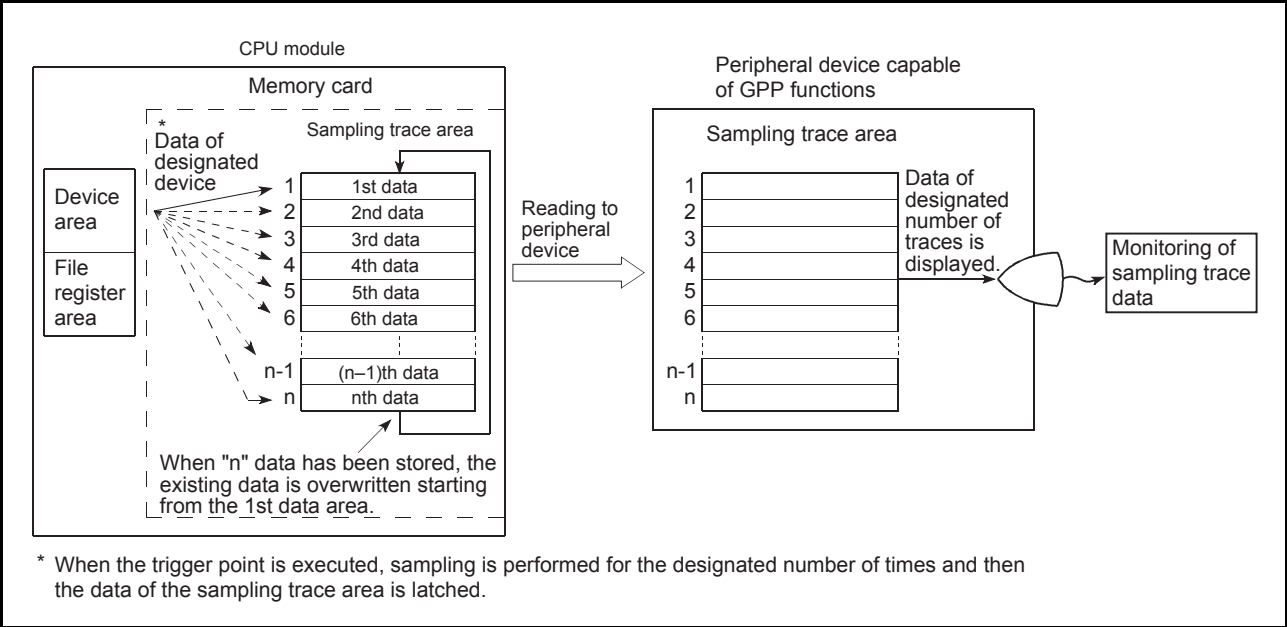 CPU module
Memory card
*
Data of
designated
device
Sampling trace area
Device
area
File
register
area
1
1st data
2
2nd data
3
3rd data
4
4th data
5
5th data
6
6th data
n-1
(n–1)th data
n
nth data
When "n" data has been stored, the
existing data is overwritten starting
from the 1st data area.
Reading to
peripheral
device
Peripheral device capable
of GPP functions
Sampling trace area
1
2
3
4
5
6
n-1
n
Data of
designated
number of
traces is
displayed.
Monitoring of
sampling trace
data
* When the trigger point is executed, sampling is performed for the designated number of times and then
the data of the sampling trace area is latched.